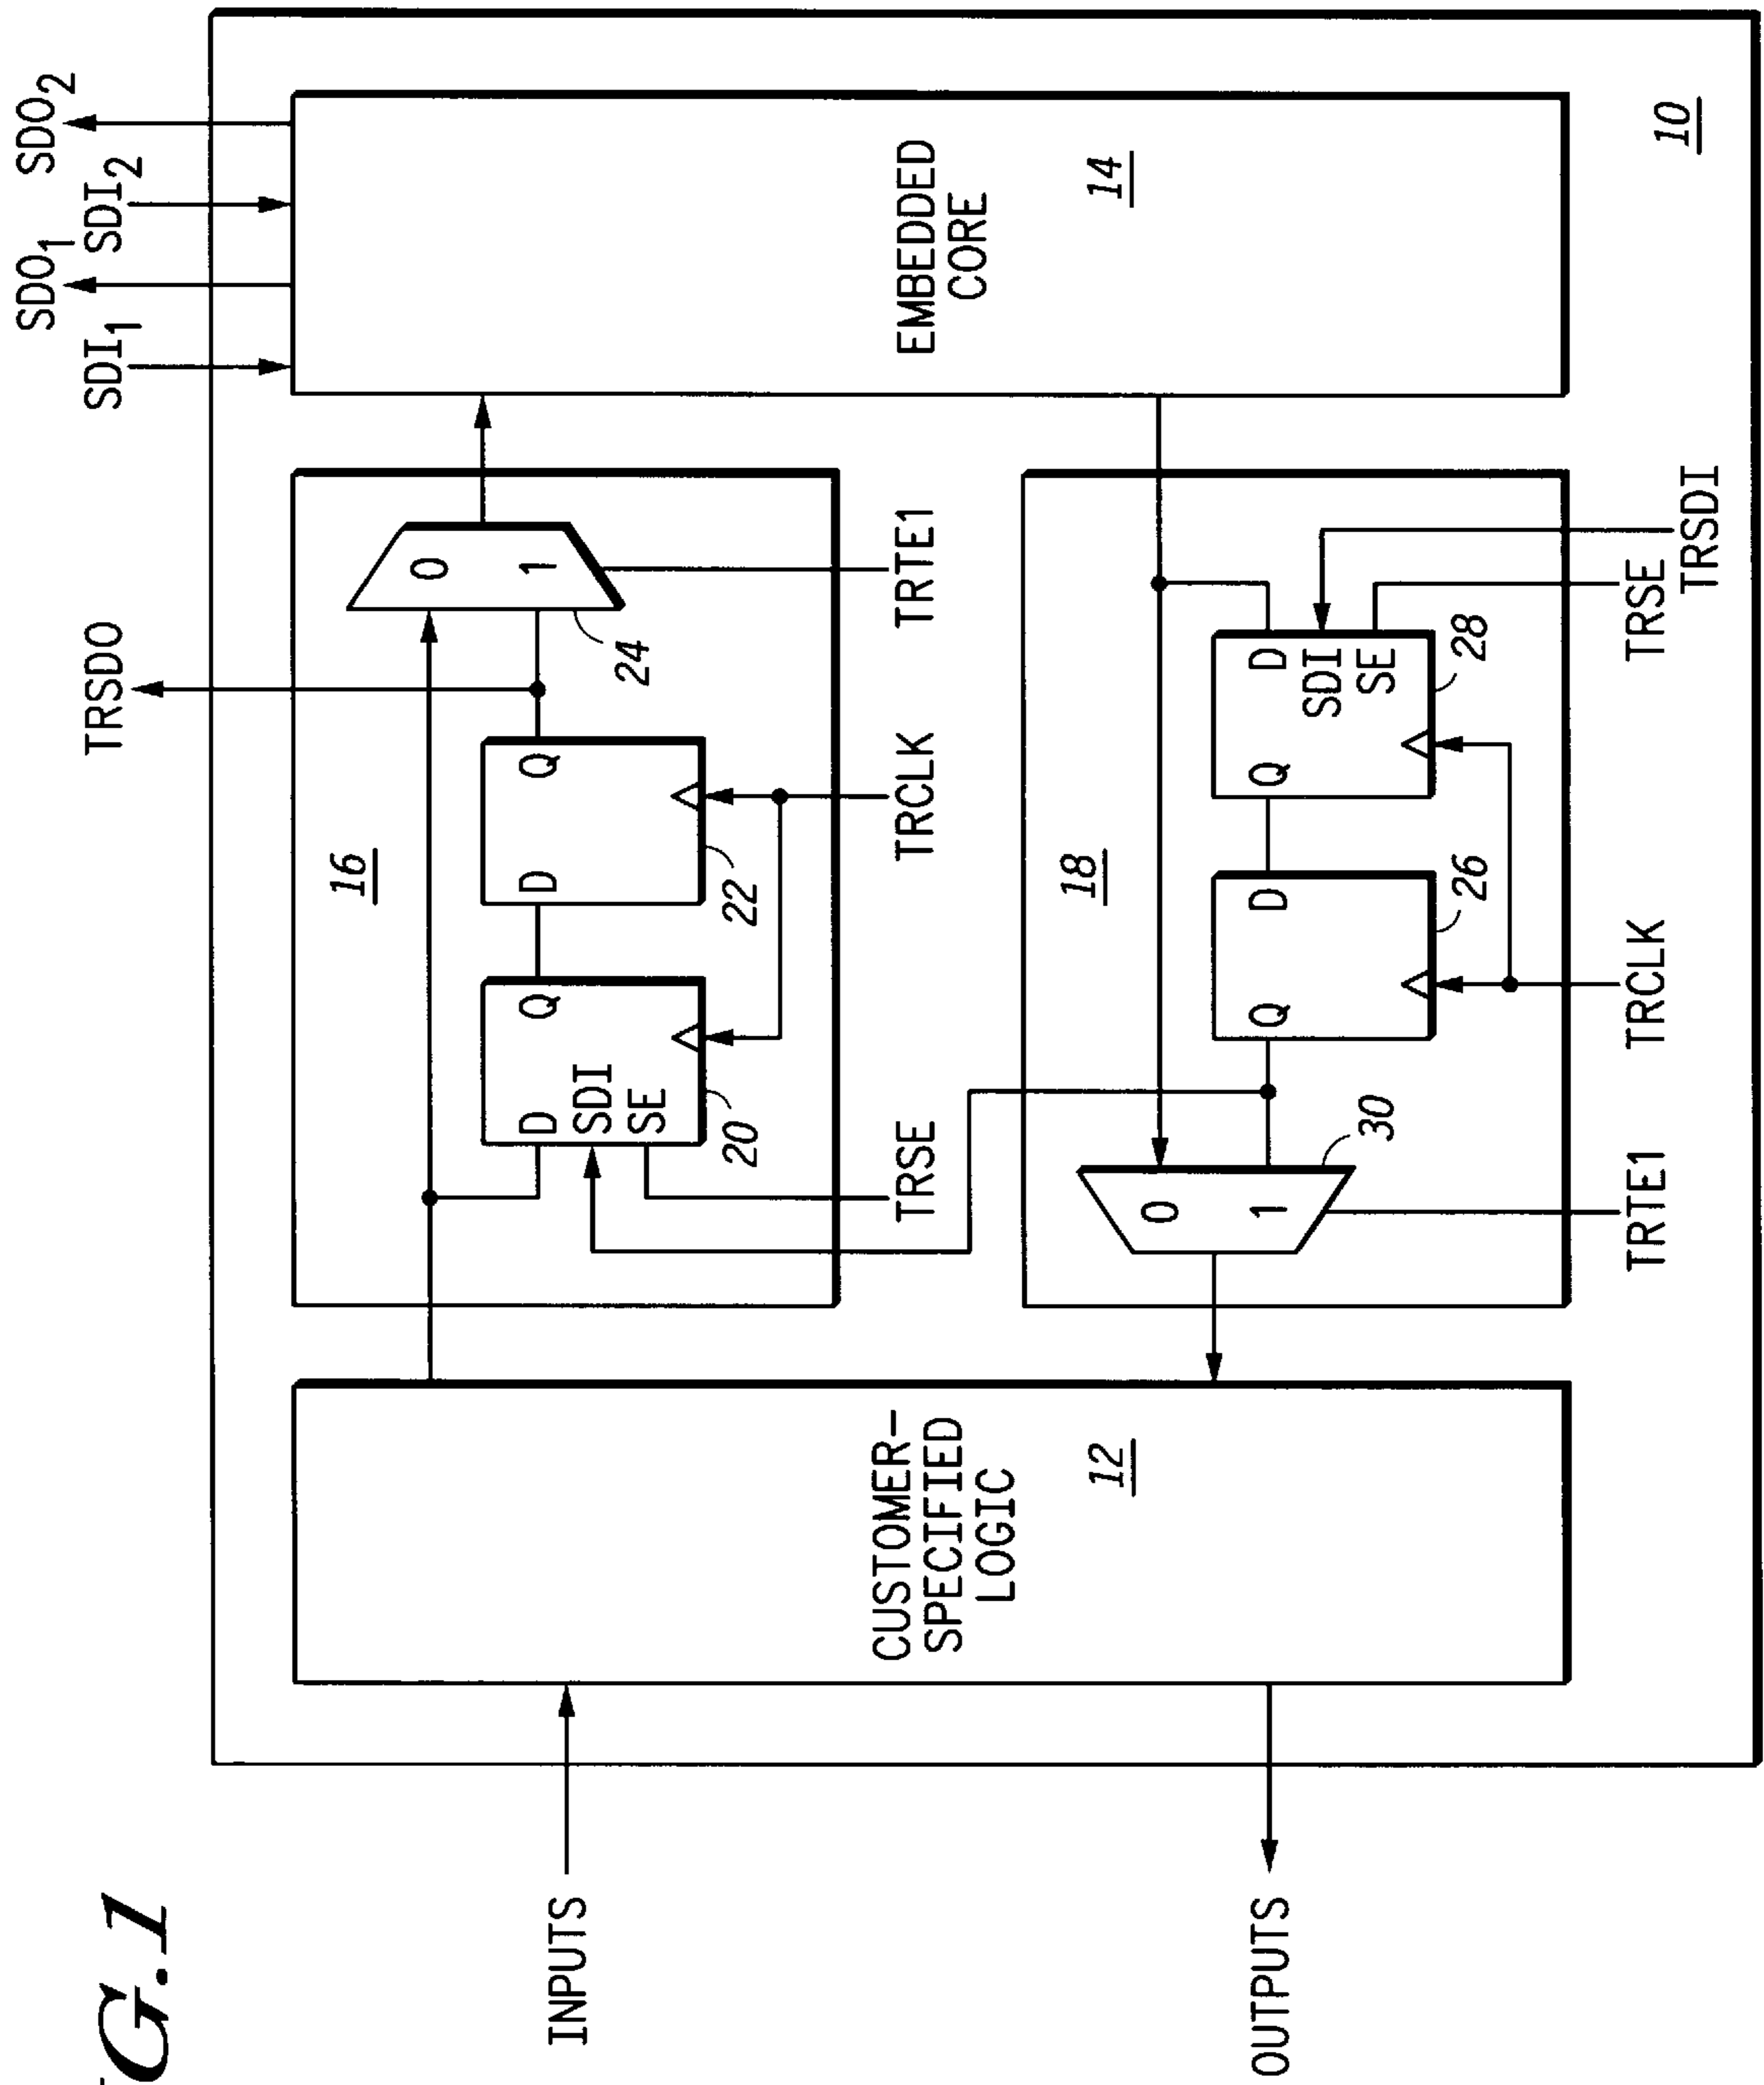 SDI1
SDO1
SDI2
SDO2
TRSDO
16
D
SDI
SE
Q
20
D
Q
22
0
1
24
TRSE
TRCLK
TRTE1
INPUTS
CUSTOMER-
SPECIFIED
LOGIC
12
EMBEDDED
CORE
14
18
0
1
30
Q
D
26
Q
D
SDI
SE
28
OUTPUTS
TRTE1
TRCLK
TRSE
TRSDI
10
G.1